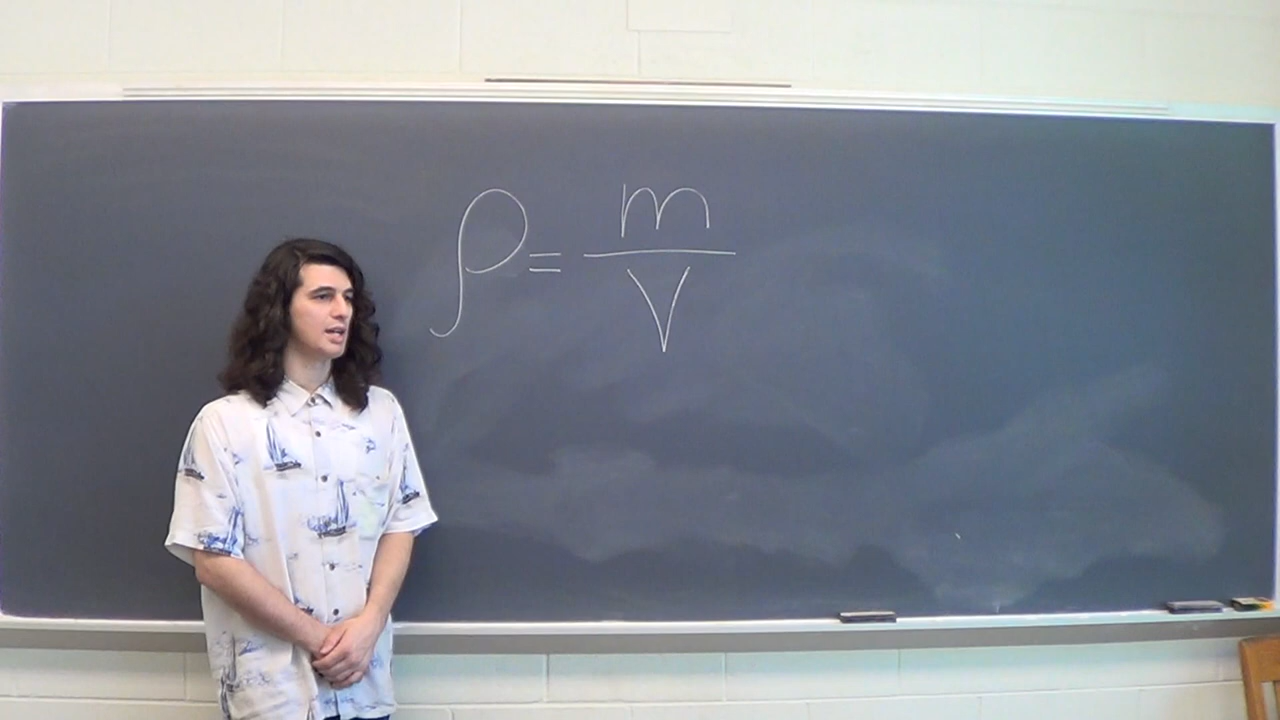 ρ = m/V